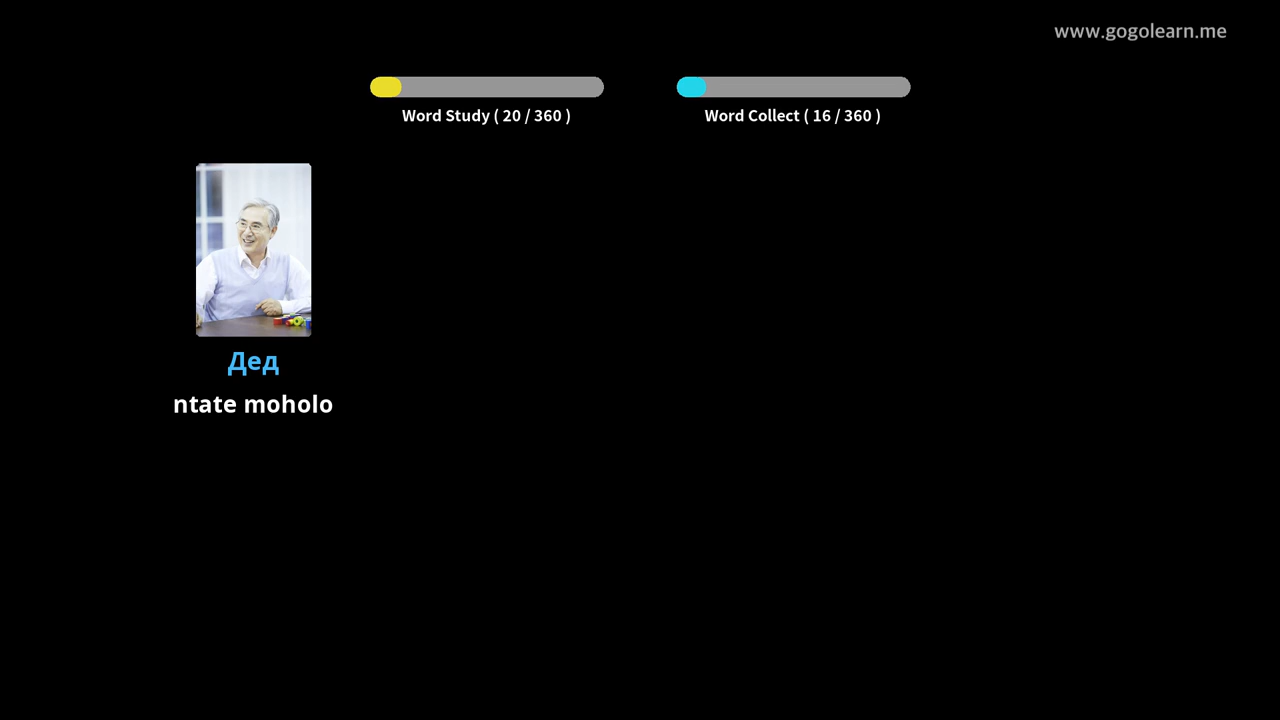 www.gogolearn.me
Word Study ( 20 / 360 )
Word Collect ( 16 / 360 )
Дед
ntate moholo